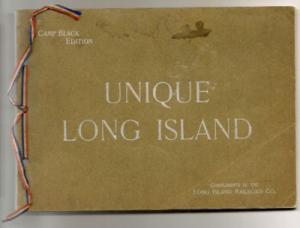 CAMP BLACK
EDITION
UNIQUE
LONG ISLAND
COMPLIMENTS OF THE
LONG ISLAND RAILROAD CO.